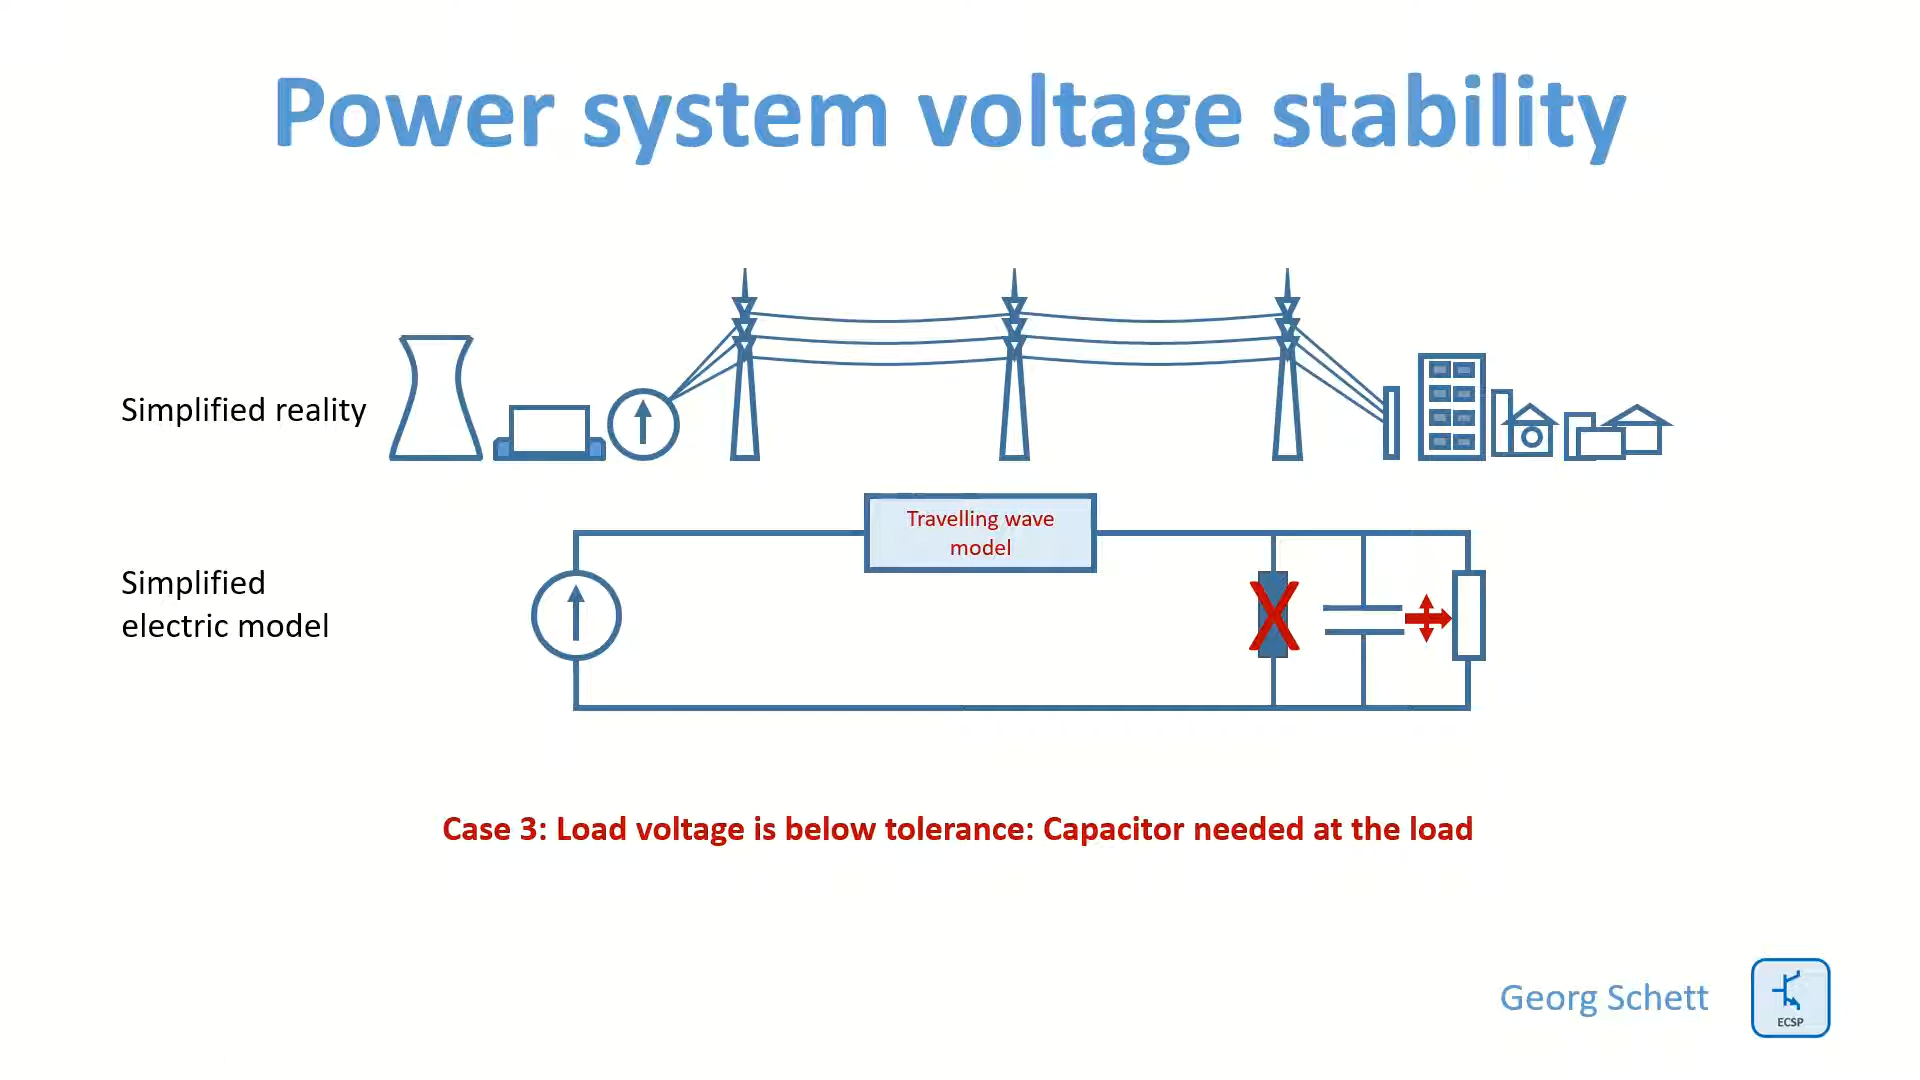 Power system voltage stability
Simplified reality
Travelling wave
model
Simplified
electric model
Case 3: Load voltage is below tolerance: Capacitor needed at the load
Georg Schett
ECSP